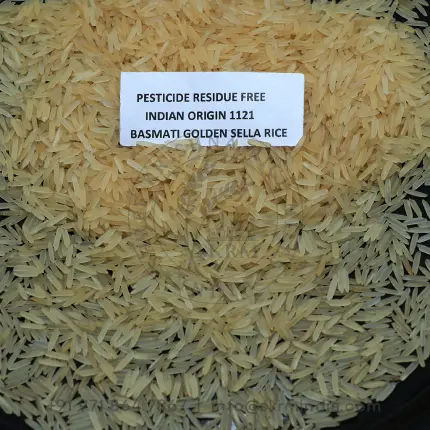 PESTICIDE RESIDUE FREE
INDIAN ORIGIN 1121
BASMATI GOLDEN SELLA RICE